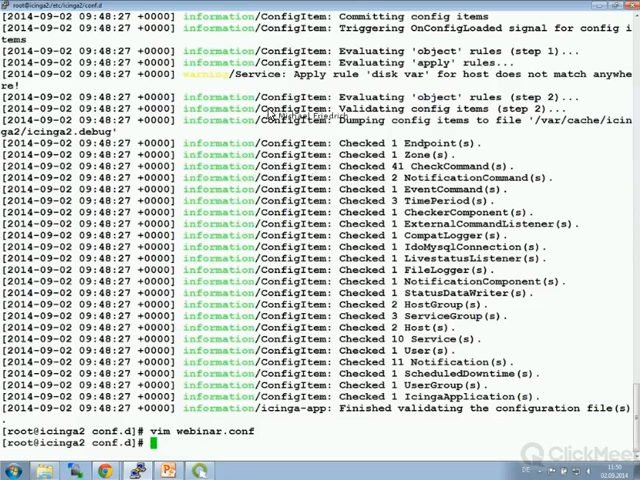 root@icinga2:/etc/icinga2/conf.d
[2014-09-02 09:48:27 +0000] information/ConfigItem: Committing config items
[2014-09-02 09:48:27 +0000] information/ConfigItem: Triggering OnConfigLoaded signal for config i
tems
[2014-09-02 09:48:27 +0000] information/ConfigItem: Evaluating 'object' rules (step 1)...
[2014-09-02 09:48:27 +0000] information/ConfigItem: Evaluating 'apply' rules...
[2014-09-02 09:48:27 +0000] warning/Service: Apply rule 'disk var' for host does not match anywhe
re!
[2014-09-02 09:48:27 +0000] information/ConfigItem: Evaluating 'object' rules (step 2)...
[2014-09-02 09:48:27 +0000] information/ConfigItem: Validating config items (step 2)...
Michael Friedrich
[2014-09-02 09:48:27 +0000] information/ConfigItem: Dumping config items to file '/var/cache/icin
ga2/icinga2.debug'
[2014-09-02 09:48:27 +0000] information/ConfigItem: Checked 1 Endpoint(s).
[2014-09-02 09:48:27 +0000] information/ConfigItem: Checked 1 Zone(s).
[2014-09-02 09:48:27 +0000] information/ConfigItem: Checked 41 CheckCommand(s).
[2014-09-02 09:48:27 +0000] information/ConfigItem: Checked 2 NotificationCommand(s).
[2014-09-02 09:48:27 +0000] information/ConfigItem: Checked 1 EventCommand(s).
[2014-09-02 09:48:27 +0000] information/ConfigItem: Checked 3 TimePeriod(s).
[2014-09-02 09:48:27 +0000] information/ConfigItem: Checked 1 CheckerComponent(s).
[2014-09-02 09:48:27 +0000] information/ConfigItem: Checked 1 ExternalCommandListener(s).
[2014-09-02 09:48:27 +0000] information/ConfigItem: Checked 1 CompatLogger(s).
[2014-09-02 09:48:27 +0000] information/ConfigItem: Checked 1 IdoMysqlConnection(s).
[2014-09-02 09:48:27 +0000] information/ConfigItem: Checked 1 LivestatusListener(s).
[2014-09-02 09:48:27 +0000] information/ConfigItem: Checked 1 FileLogger(s).
[2014-09-02 09:48:27 +0000] information/ConfigItem: Checked 1 NotificationComponent(s).
[2014-09-02 09:48:27 +0000] information/ConfigItem: Checked 1 StatusDataWriter(s).
[2014-09-02 09:48:27 +0000] information/ConfigItem: Checked 2 HostGroup(s).
[2014-09-02 09:48:27 +0000] information/ConfigItem: Checked 3 ServiceGroup(s).
[2014-09-02 09:48:27 +0000] information/ConfigItem: Checked 2 Host(s).
[2014-09-02 09:48:27 +0000] information/ConfigItem: Checked 10 Service(s).
[2014-09-02 09:48:27 +0000] information/ConfigItem: Checked 1 User(s).
[2014-09-02 09:48:27 +0000] information/ConfigItem: Checked 11 Notification(s).
[2014-09-02 09:48:27 +0000] information/ConfigItem: Checked 1 ScheduledDowntime(s).
[2014-09-02 09:48:27 +0000] information/ConfigItem: Checked 1 UserGroup(s).
[2014-09-02 09:48:27 +0000] information/ConfigItem: Checked 1 IcingaApplication(s).
[2014-09-02 09:48:27 +0000] information/icinga-app: Finished validating the configuration file(s)
.
[root@icinga2 conf.d]# vim webinar.conf
[root@icinga2 conf.d]#
ClickMeet
DE
11:50
02.09.2014